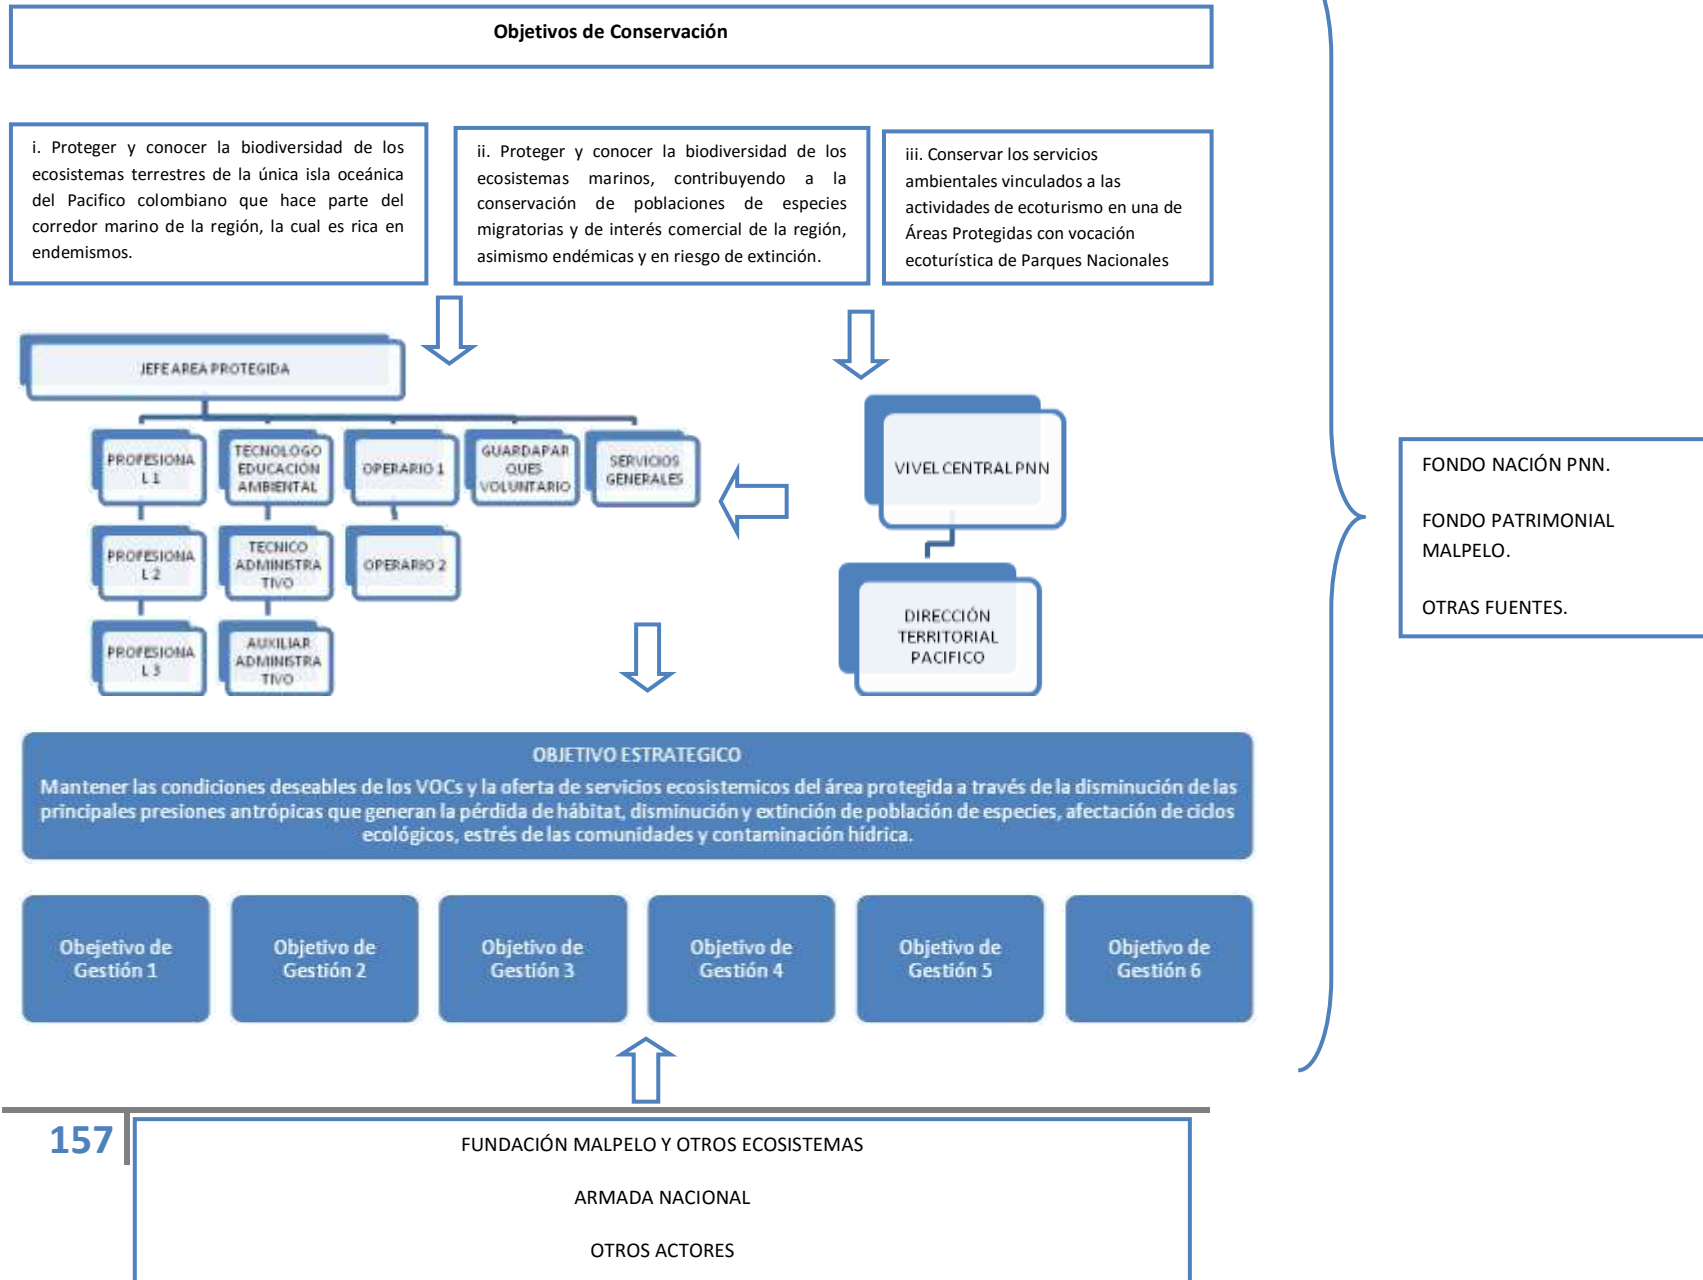 Objetivos de Conservación
i. Proteger y conocer la biodiversidad de los
ecosistemas terrestres de la única isla oceánica
del Pacifico colombiano que hace parte del
corredor marino de la región, la cual es rica en
endemismos.
ii. Proteger y conocer la biodiversidad de los
ecosistemas marinos, contribuyendo a la
conservación de poblaciones de especies
migratorias y de interés comercial de la región,
asimismo endémicas y en riesgo de extinción.
iii. Conservar los servicios
ambientales vinculados a las
actividades de ecoturismo en una de
Áreas Protegidas con vocación
ecoturística de Parques Nacionales
JEFE AREA PROTEGIDA
PROFESIONA
L 1
TECNOLOGO
EDUCACIÓN
AMBIENTAL
OPERARIO 1
GUARDAPAR
QUES
VOLUNTARIO
SERVICIOS
GENERALES
PROFESIONA
L 2
TECNICO
ADMINISTRA
TIVO
OPERARIO 2
PROFESIONA
L 3
AUXILIAR
ADMINISTRA
TIVO
VIVEL CENTRAL PNN
DIRECCIÓN
TERRITORIAL
PACIFICO
FONDO NACIÓN PNN.
FONDO PATRIMONIAL
MALPELO.
OTRAS FUENTES.
OBJETIVO ESTRATEGICO
Mantener las condiciones deseables de los VOCs y la oferta de servicios ecosistemicos del área protegida a través de la disminución de las
principales presiones antrópicas que generan la pérdida de hábitat, disminución y extinción de población de especies, afectación de ciclos
ecológicos, estrés de las comunidades y contaminación hídrica.
Obejetivo de
Gestión 1
Objetivo de
Gestión 2
Objetivo de
Gestión 3
Objetivo de
Gestión 4
Objetivo de
Gestión 5
Objetivo de
Gestión 6
157
FUNDACIÓN MALPELO Y OTROS ECOSISTEMAS
ARMADA NACIONAL
OTROS ACTORES